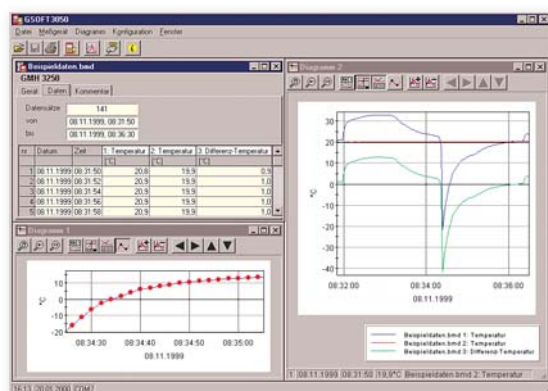 GSOFT3050
Datei Meßgerät Diagramm Konfiguration Fenster
Beispieldaten.bmd
GMH 3250
Gerät Daten Kommentar
Datensätze 141
von 08.11.1999, 08:31:50
bis 08.11.1999, 08:36:30
nr Datum Zeit 1: Temperatur 2: Temperatur 3: Differenz-Temperatur
[°C] [°C] [°C]
1 08.11.1999 08:31:50 20,8 19,9 0,9
2 08.11.1999 08:31:52 20,9 19,9 1,0
3 08.11.1999 08:31:54 20,9 19,9 1,0
4 08.11.1999 08:31:56 20,9 19,9 1,0
5 08.11.1999 08:31:58 20,9 19,9 1,0
Diagramm 1
10
0
-10
-20
°C
08:34:30 08:34:40 08:34:50 08:35:00
08.11.1999
Diagramm 2
30
20
10
0
-10
-20
-30
-40
°C
08:32:00 08:34:00 08:36:00
08.11.1999
Beispieldaten.bmd 1: Temperatur
Beispieldaten.bmd 2: Temperatur
Beispieldaten.bmd 3: Differenz-Temperatur
1 08.11.1999 08:31:50 19,9°C Beispieldaten.bmd 2: Temperatur
16:13 20.01.2000 COM2